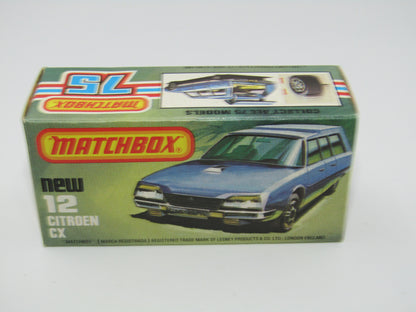 75
MATCHBOX
COLLECT ALL 75 MODELS
MATCHBOX
new
12
CITROEN
CX
"MATCHBOX" (MARCA REGISTRADA) REGISTERED TRADE MARK OF LESNEY PRODUCTS & CO. LTD. LONDON ENGLAND